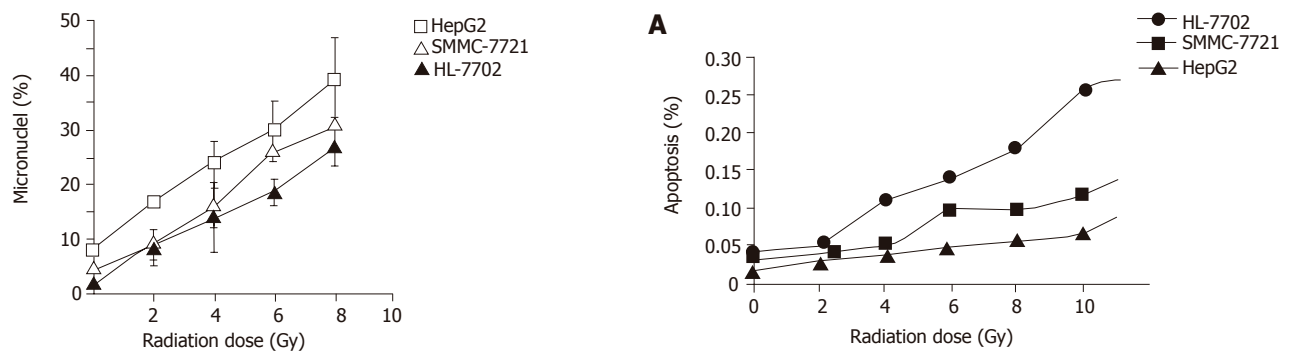 50
40
30
20
10
0
Micronuclel (%)
2 4 6 8 10
Radiation dose (Gy)
HepG2
SMMC-7721
HL-7702
A
HL-7702
SMMC-7721
HepG2
0.30
0.25
0.20
0.15
0.10
0.05
0
Apoptosis (%)
0 2 4 6 8 10
Radiation dose (Gy)